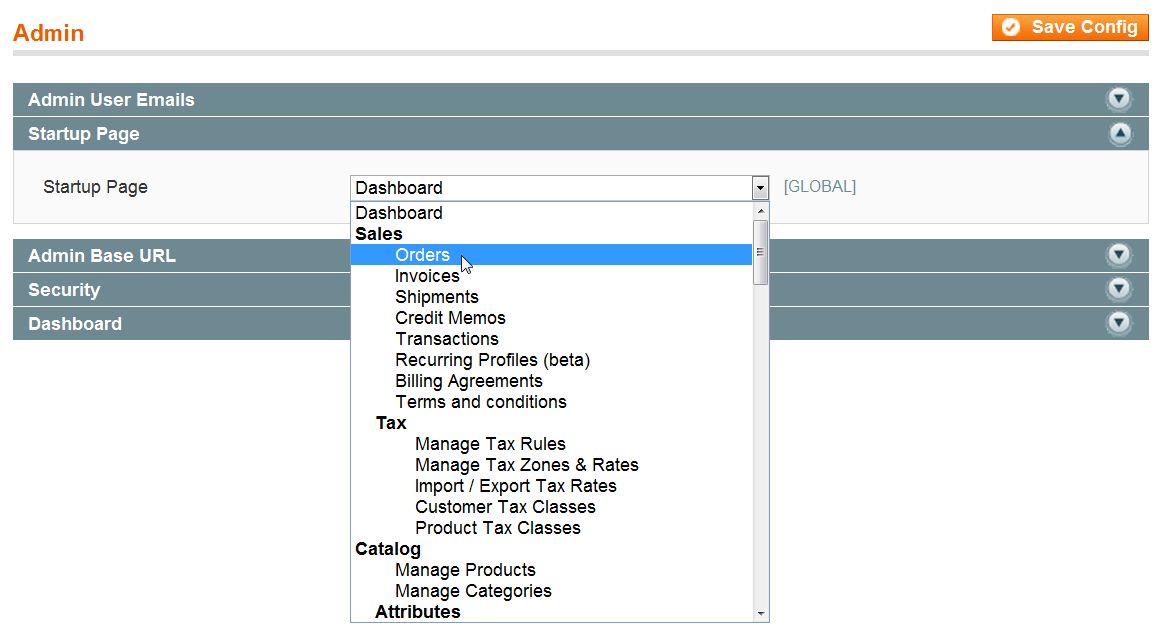 Admin
Save Config
Admin User Emails
Startup Page
Startup Page
Dashboard
[GLOBAL]
Dashboard
Sales
Orders
Invoices
Shipments
Credit Memos
Transactions
Recurring Profiles (beta)
Billing Agreements
Terms and conditions
Tax
Manage Tax Rules
Manage Tax Zones & Rates
Import / Export Tax Rates
Customer Tax Classes
Product Tax Classes
Catalog
Manage Products
Manage Categories
Attributes
Admin Base URL
Security
Dashboard